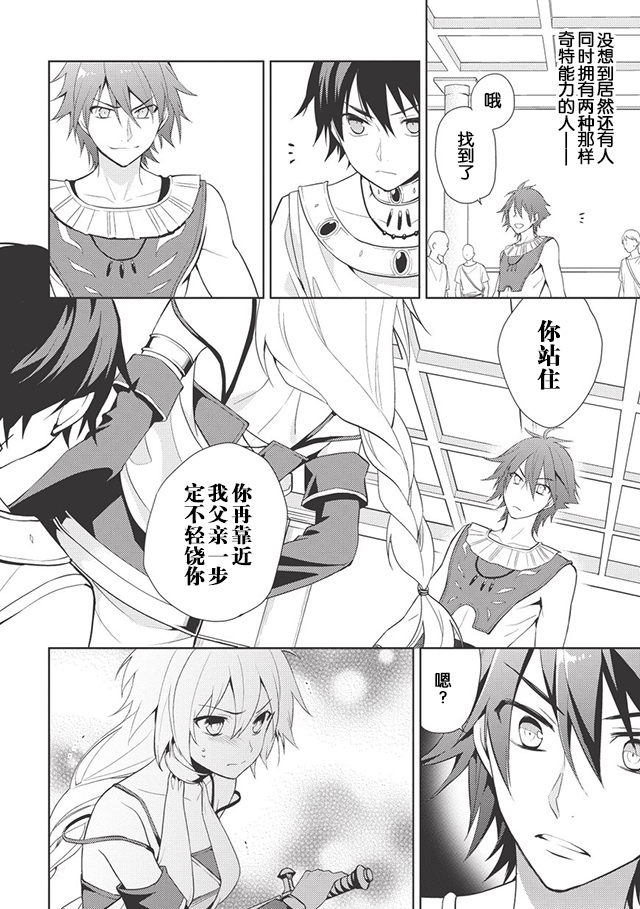 没想到居然还有人
同时拥有两种那样
奇特能力的人——
哦
找到了
你站住
你再靠近
我父亲一步
定不轻饶你
嗯?